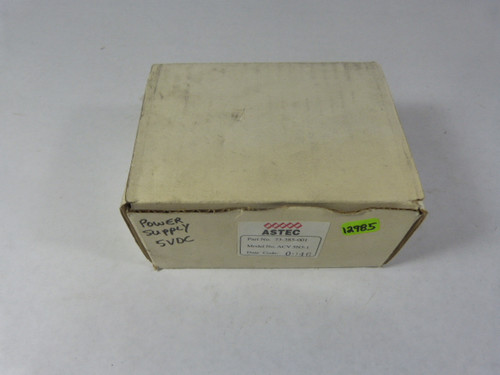 POWER
SUPPLY
5VDC
ASTEC
Part No.
Model No.
Date Code:
12985